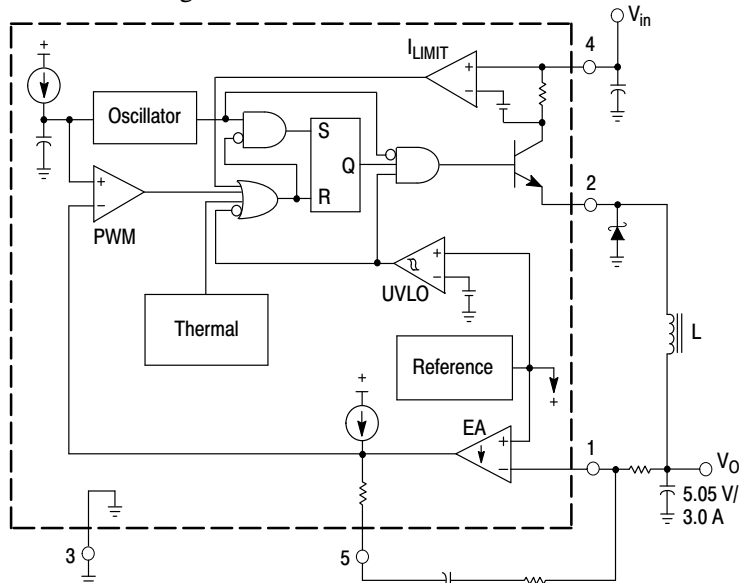 V_in
4
I_LIMIT
+
−
+
Oscillator
S
Q
R
2
+
−
PWM
+
−
UVLO
Thermal
Reference
L
+
+
EA
+
−
1
V_O
5.05 V/
3.0 A
3
5